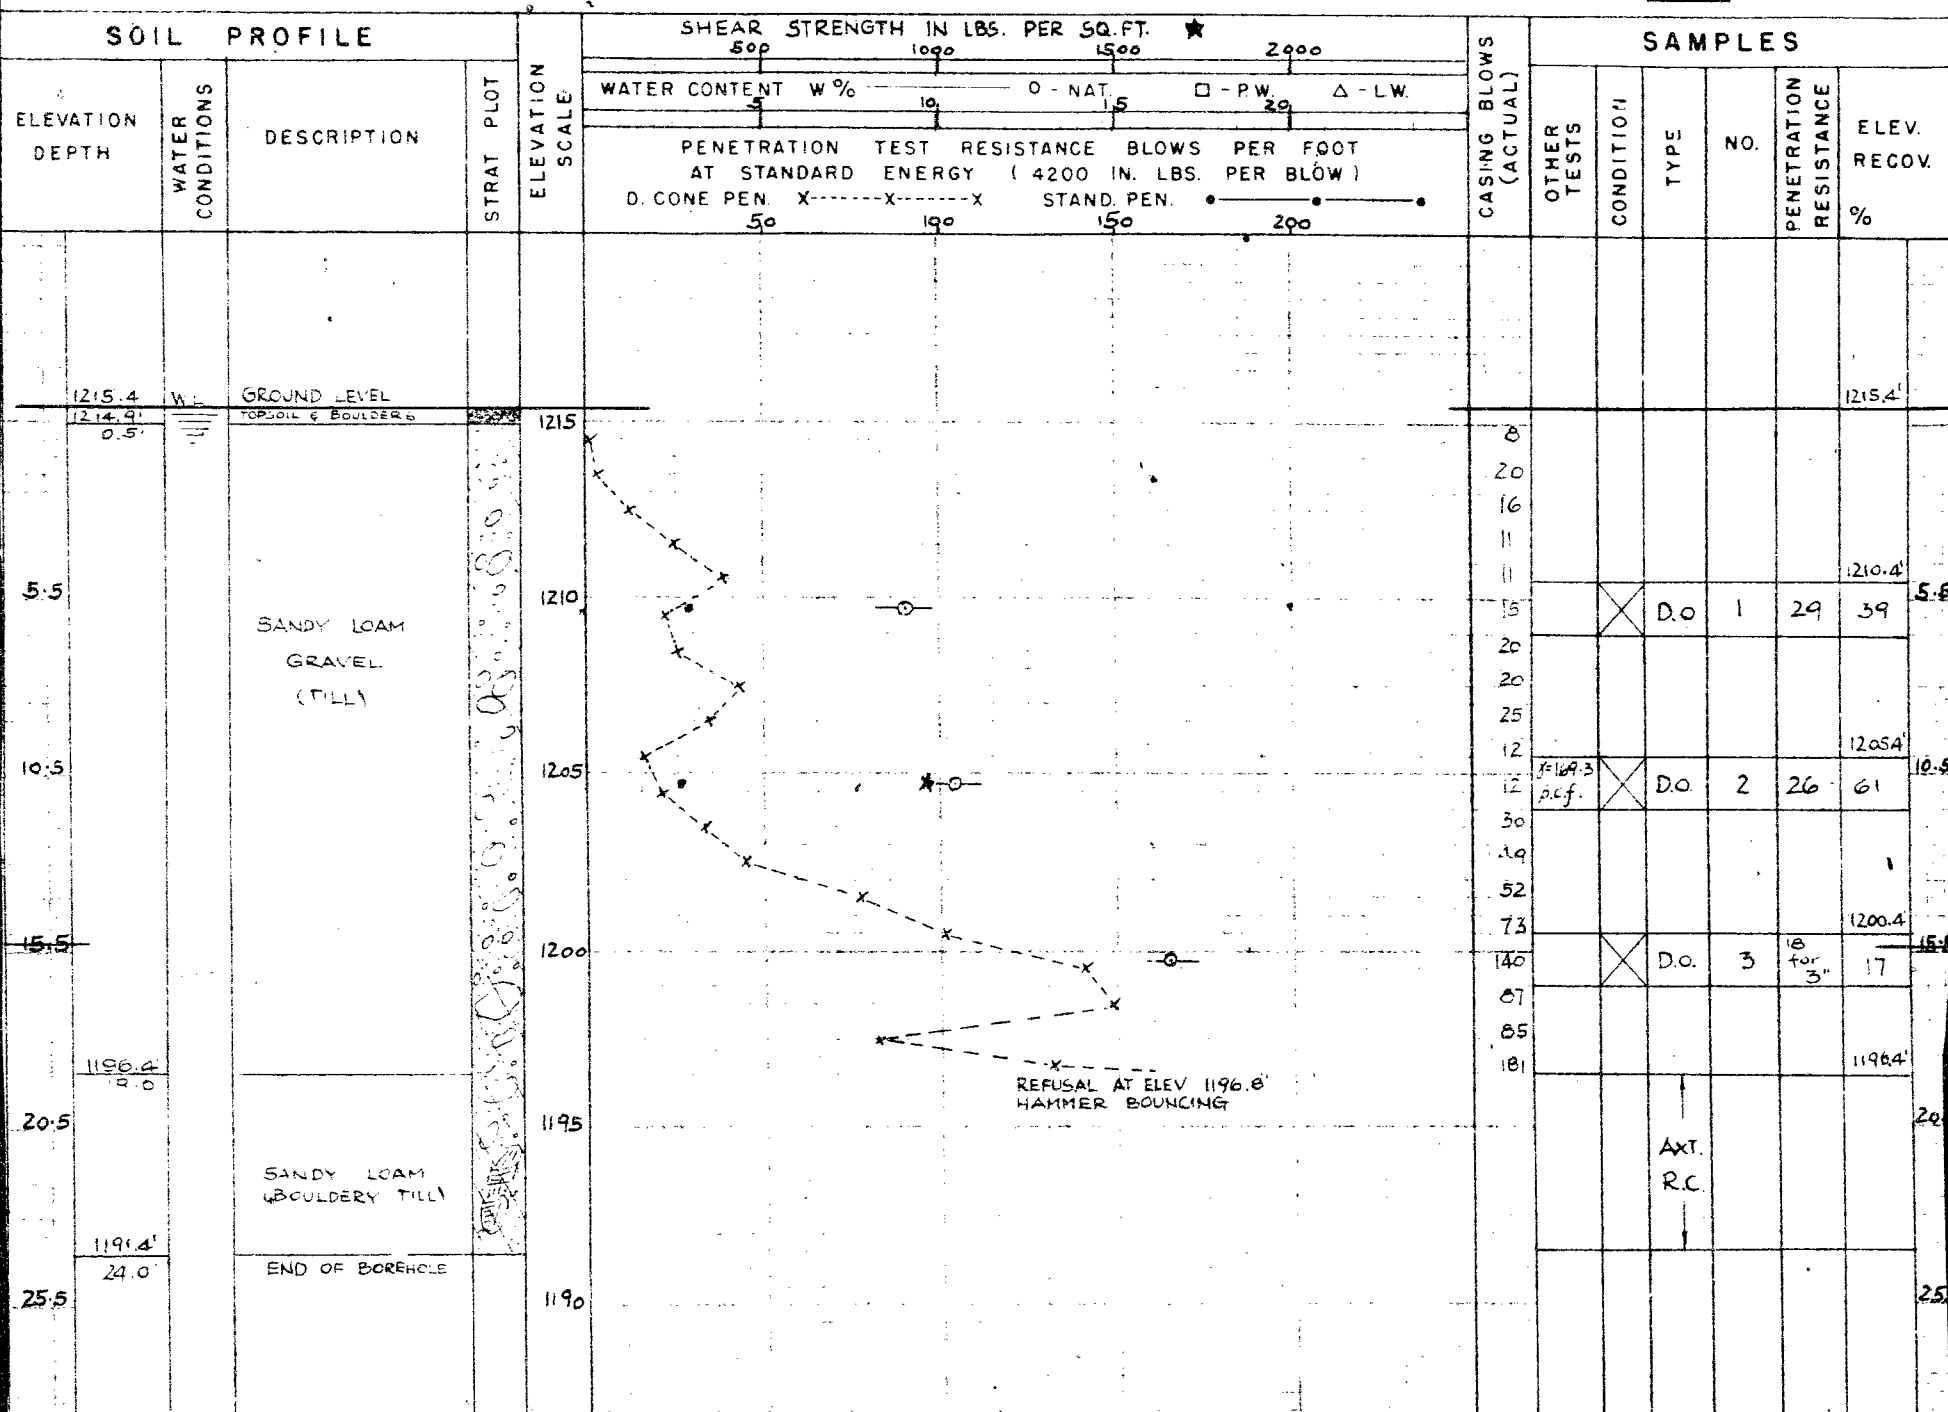 SOIL PROFILE
ELEVATION DEPTH
WATER CONDITIONS
DESCRIPTION
STRAT PLOT
ELEVATION SCALE
SHEAR STRENGTH IN LBS. PER SQ.FT. ★
500 1000 1500 2000
WATER CONTENT W % O - NAT. □ - P.W. △ - L.W.
5 10 15 20
PENETRATION TEST RESISTANCE BLOWS PER FOOT
AT STANDARD ENERGY ( 4200 IN. LBS. PER BLOW )
D. CONE PEN. X-------X-------X STAND. PEN.
50 100 150 200
CASING BLOWS (ACTUAL)
SAMPLES
OTHER TESTS
CONDITION
TYPE
NO.
PENETRATION RESISTANCE
ELEV. RECOV. %
1215.4 W.L. GROUND LEVEL 1215.4'
1214.9' TOPSOIL & BOULDERS
0.5'
1215
8
20
16
11
11 1210.4'
5.5 1210 15 D.O 1 29 39
SANDY LOAM
GRAVEL
(TILL)
20
20
25
12 1205.4'
10.5 1205 12 γ=169.3 p.c.f. D.O. 2 26 61 10.5
30
52
73 1200.4
15.5 1200 140 D.O. 3 18 for 3" 17
87
85
181 1196.4'
1196.4'
19.0
REFUSAL AT ELEV 1196.8'
HAMMER BOUNCING
20.5 1195
AXT.
R.C.
SANDY LOAM
(BOULDERY TILL)
1191.4'
24.0
END OF BOREHOLE
25.5 1190